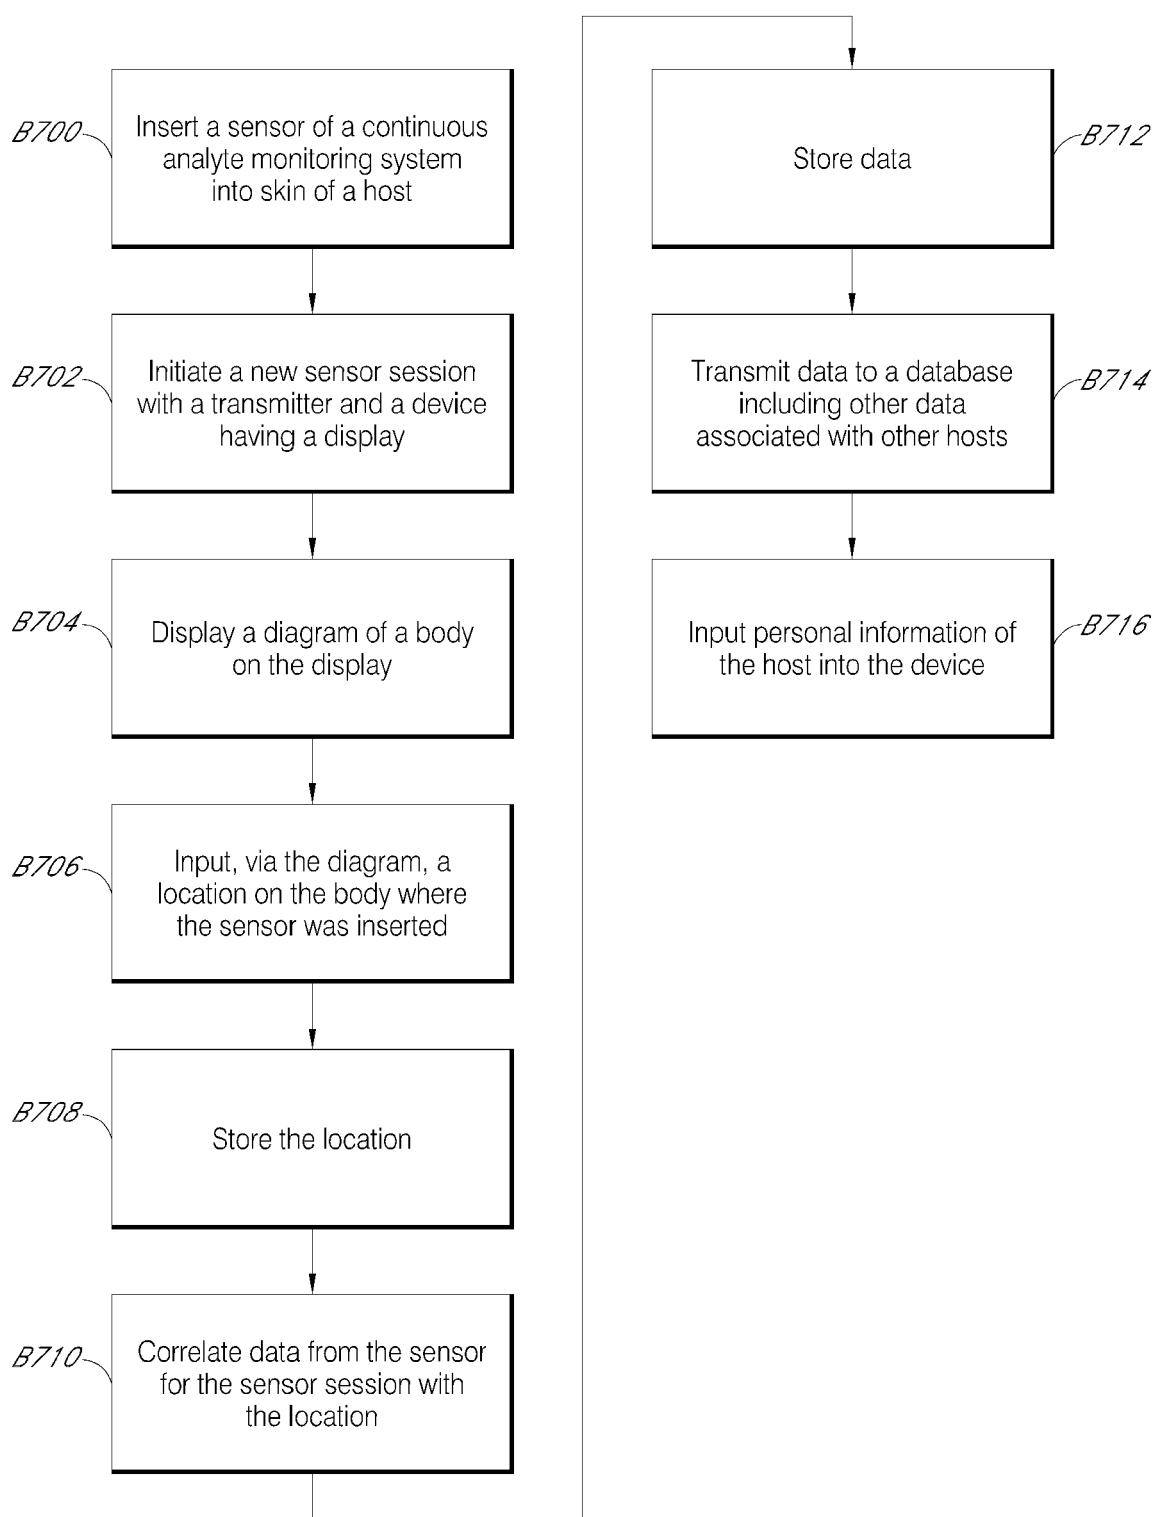 B700
Insert a sensor of a continuous
analyte monitoring system
into skin of a host
B702
Initiate a new sensor session
with a transmitter and a device
having a display
B704
Display a diagram of a body
on the display
B706
Input, via the diagram, a
location on the body where
the sensor was inserted
B708
Store the location
B710
Correlate data from the sensor
for the sensor session with
the location
Store data
B712
Transmit data to a database
including other data
associated with other hosts
B714
Input personal information of
the host into the device
B716